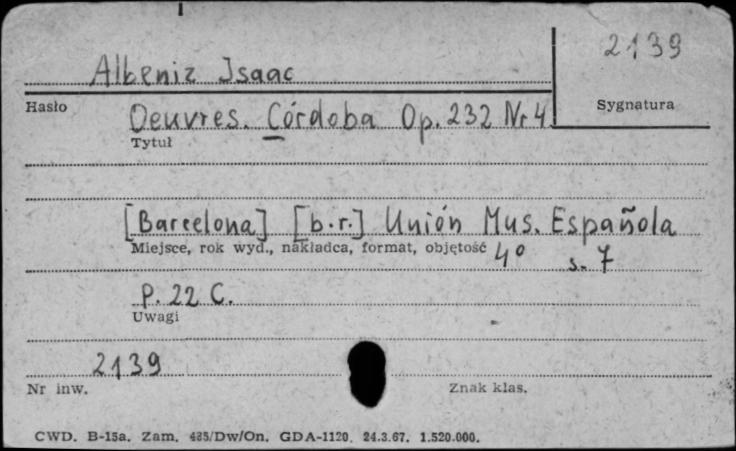 2139
Albeniz Isaac
Hasło
Sygnatura
Oeuvres. Córdoba Op. 232 Nr 4
Tytuł
[Barcelona] [b.r.] Unión Mus. Española
Miejsce, rok wyd., nakładca, format, objętość
4° s. 7
P. 22 C.
Uwagi
2139
Nr inw.
Znak klas.
CWD. B-15a. Zam. 485/Dw/On. GDA-1120. 24.3.67. 1.520.000.